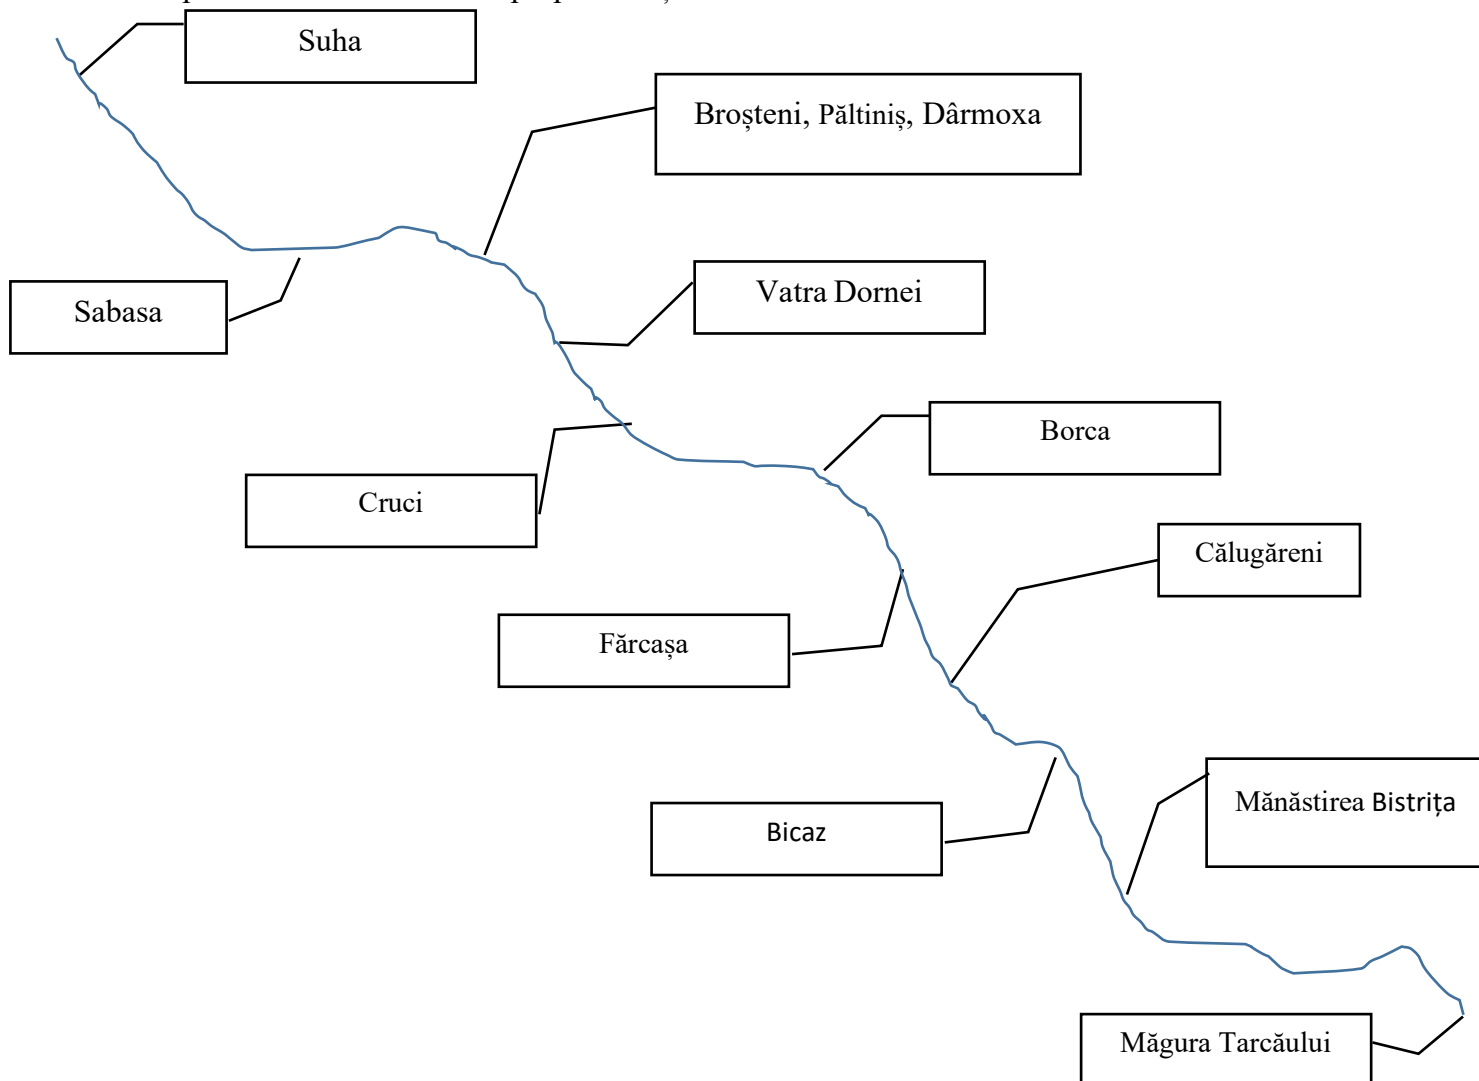 Suha
Broșteni, Păltiniș, Dârmoxa
Sabasa
Vatra Dornei
Borca
Cruci
Călugăreni
Fărcașa
Mănăstirea Bistrița
Bicaz
Măgura Tarcăului